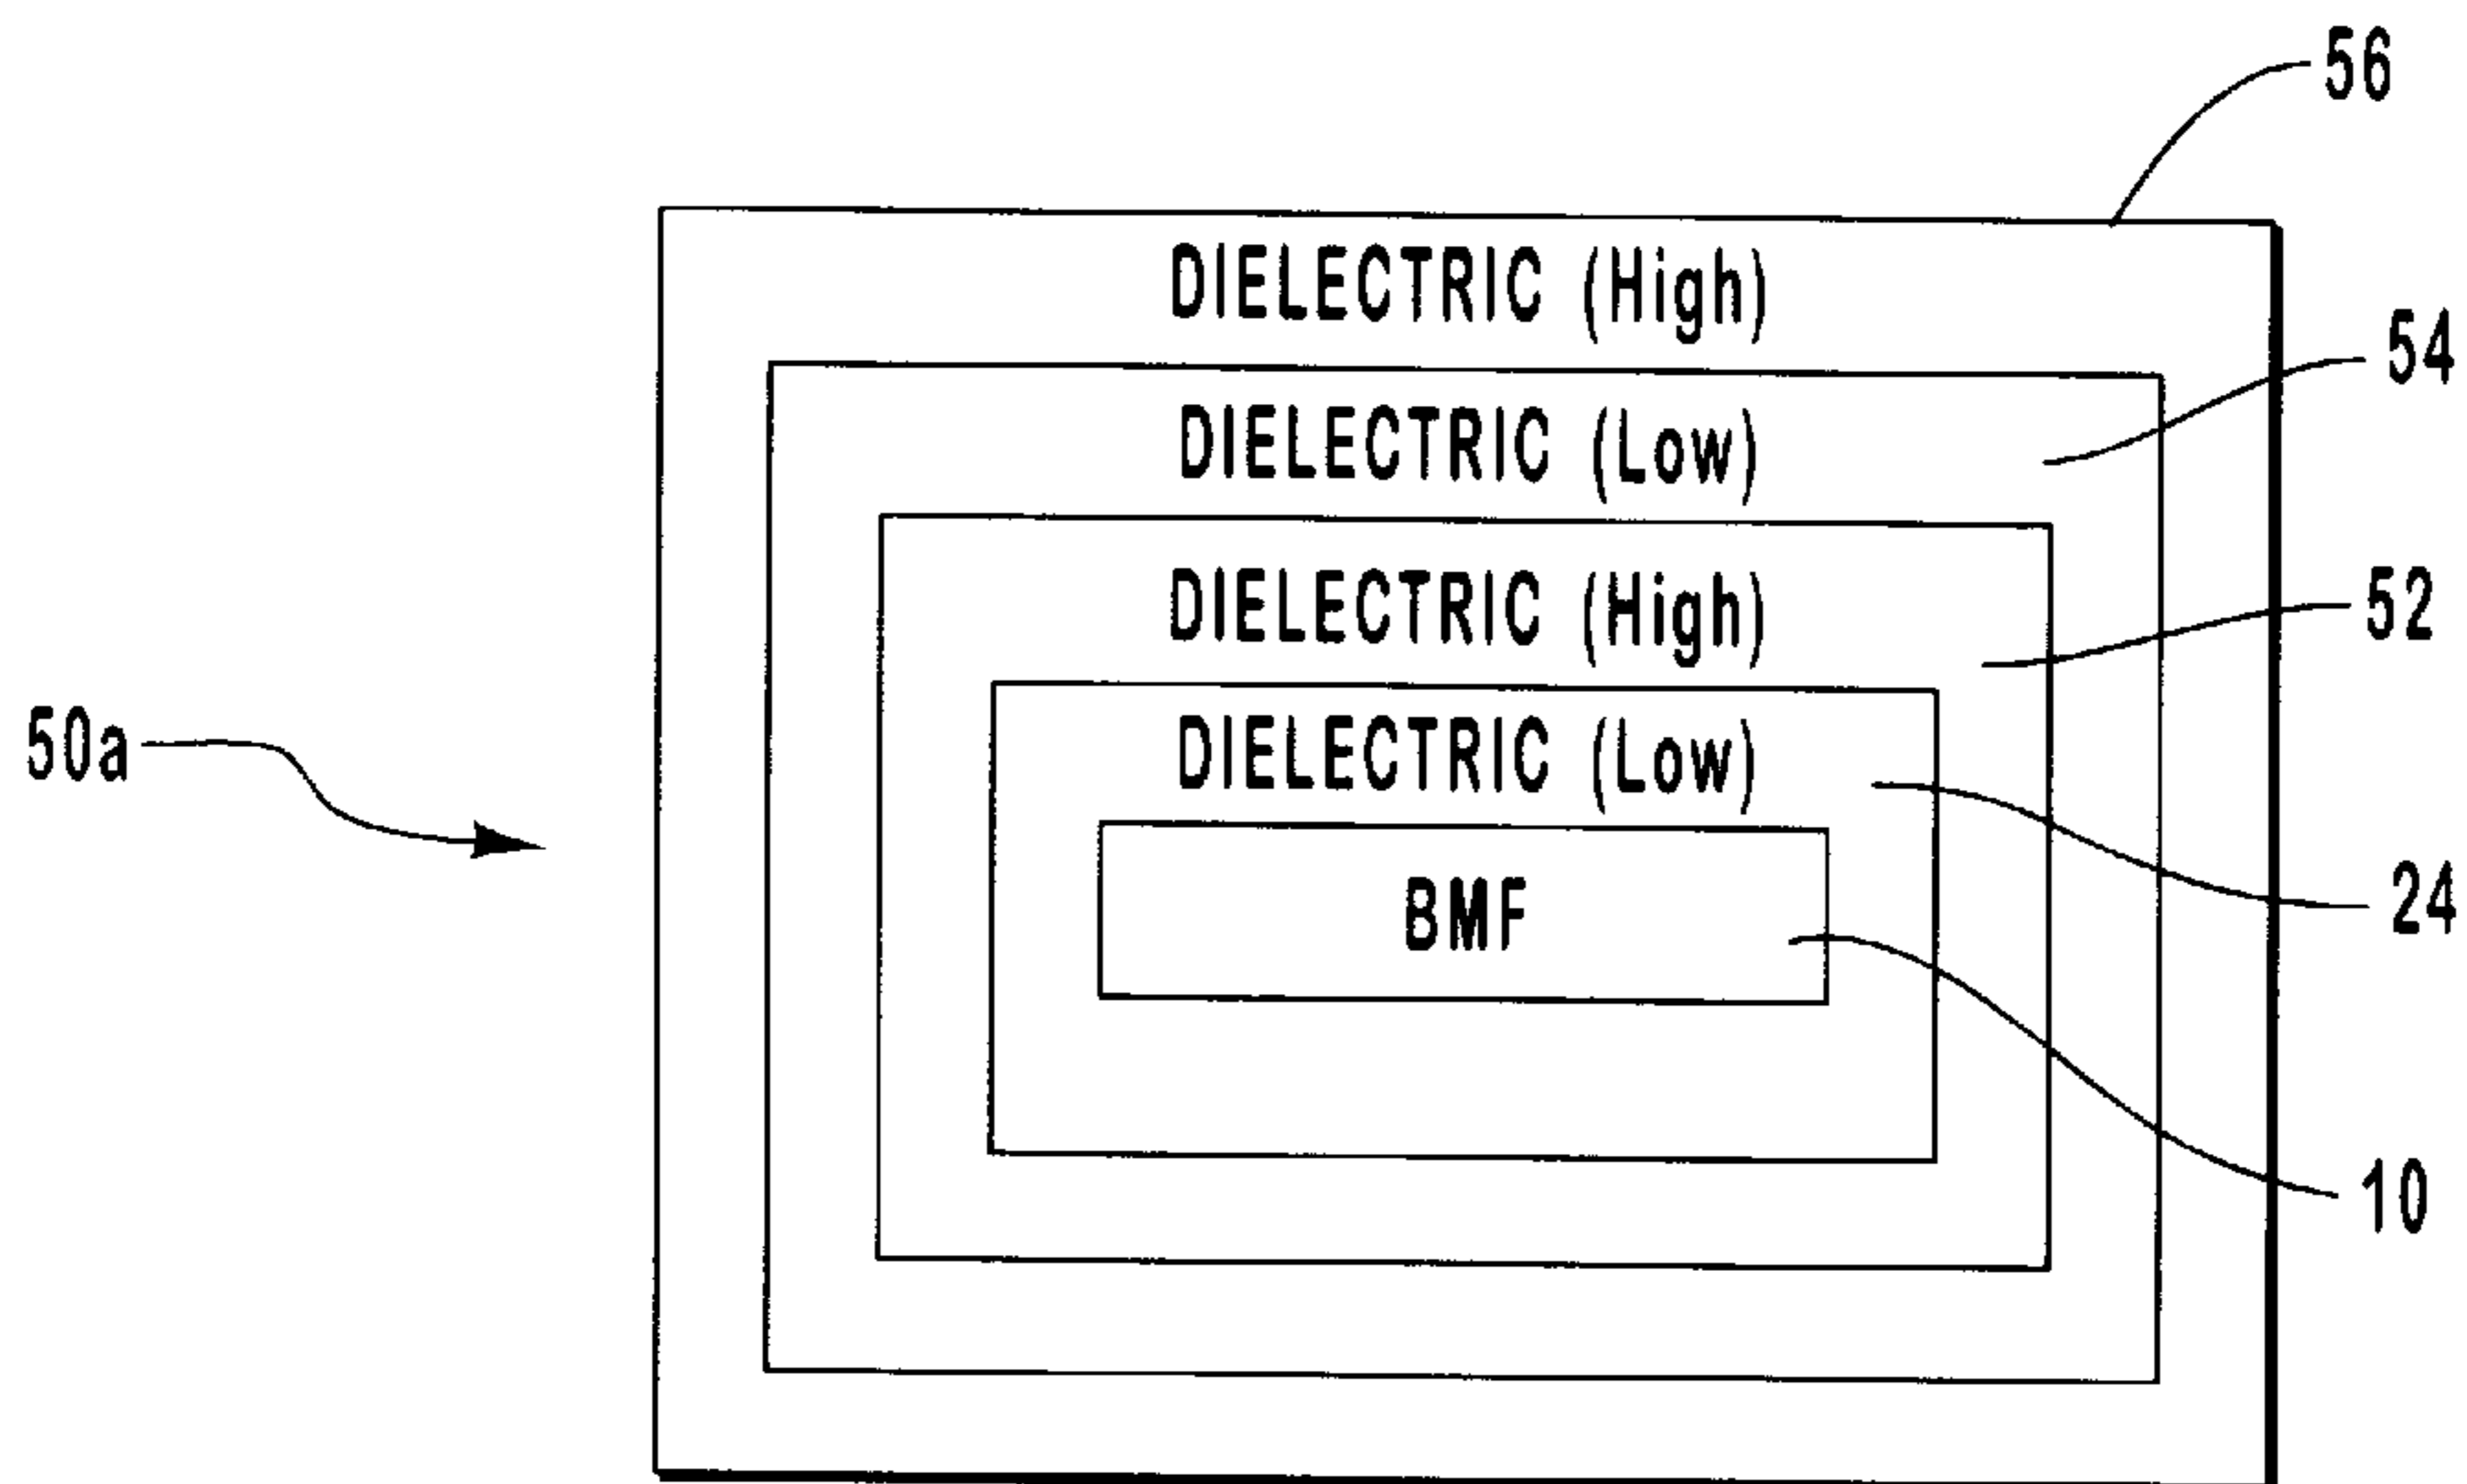 56
DIELECTRIC (High)
54
DIELECTRIC (Low)
52
DIELECTRIC (High)
50a
DIELECTRIC (Low)
24
BMF
10